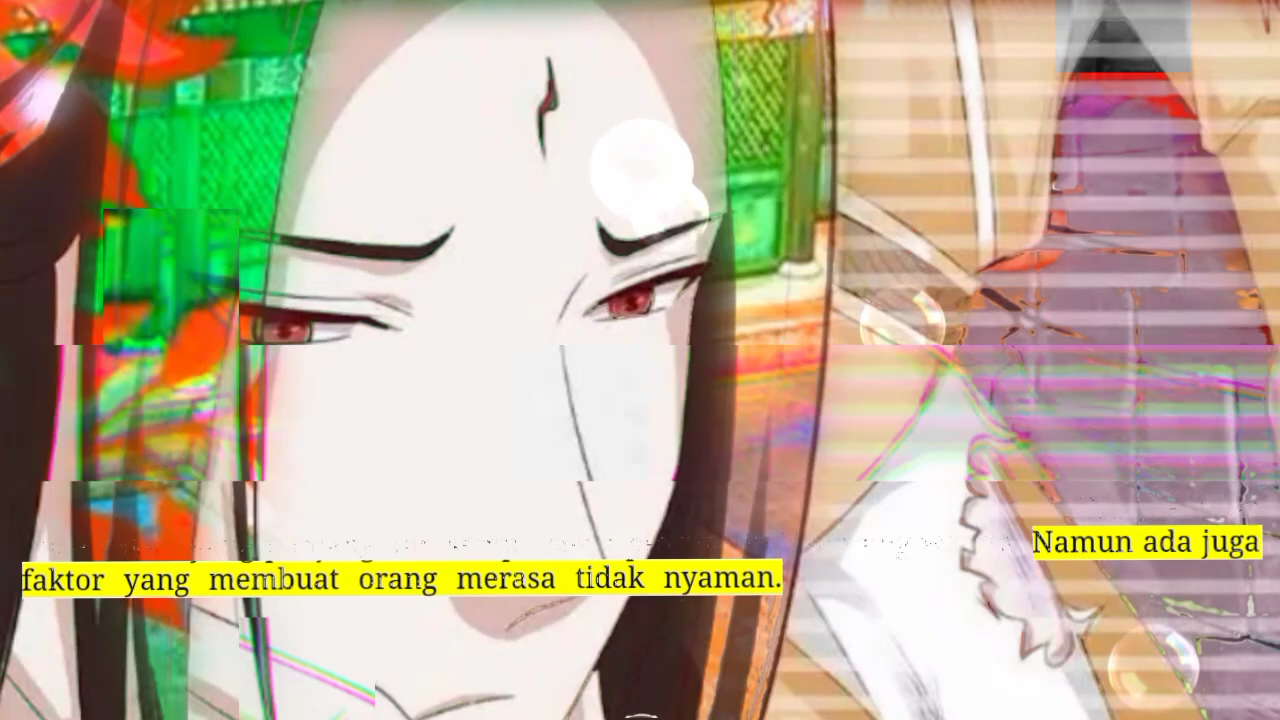 Namun ada juga
faktor yang membuat orang merasa tidak nyaman.